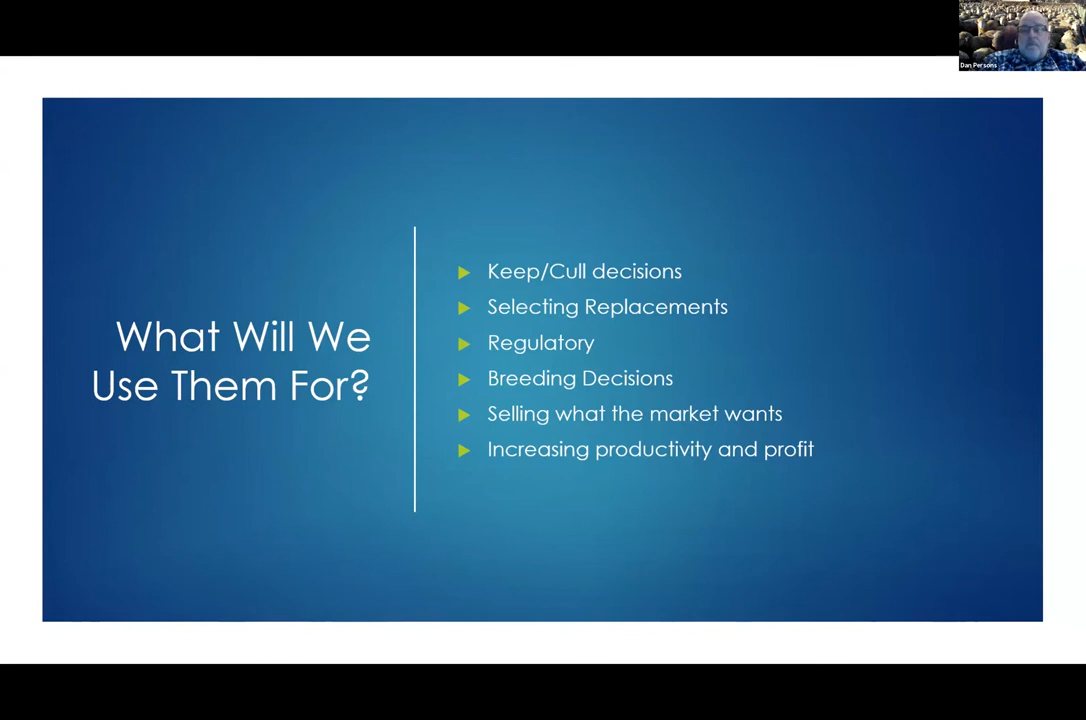 Dan Persons
What Will We
Use Them For?
Keep/Cull decisions
Selecting Replacements
Regulatory
Breeding Decisions
Selling what the market wants
Increasing productivity and profit